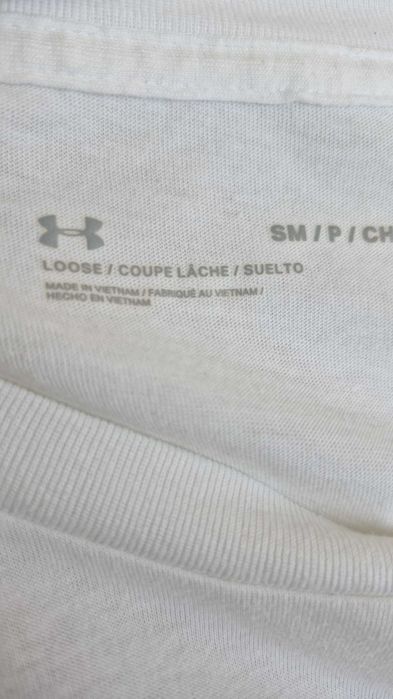 SM / P / CH
LOOSE / COUPE LÂCHE / SUELTO
MADE IN VIETNAM / FABRIQUÉ AU VIETNAM /
HECHO EN VIETNAM